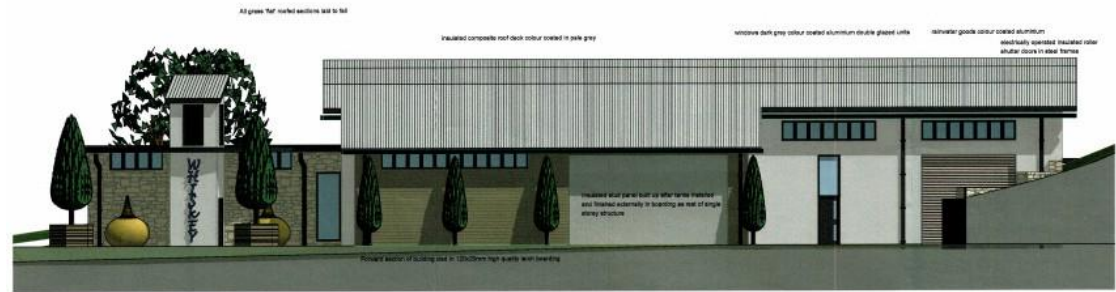 All grass 'flat' roofed sections laid to fall
insulated composite roof deck colour coated in pale grey
windows dark grey colour coated aluminium double glazed units
rainwater goods colour coated aluminium
electrically operated insulated roller
shutter doors in steel frames
WHISKEY
insulated stud panel built up after tanks installed
and finished externally in boarding as rest of single
storey structure
Forward section of building clad in 120x20mm high quality larch boarding